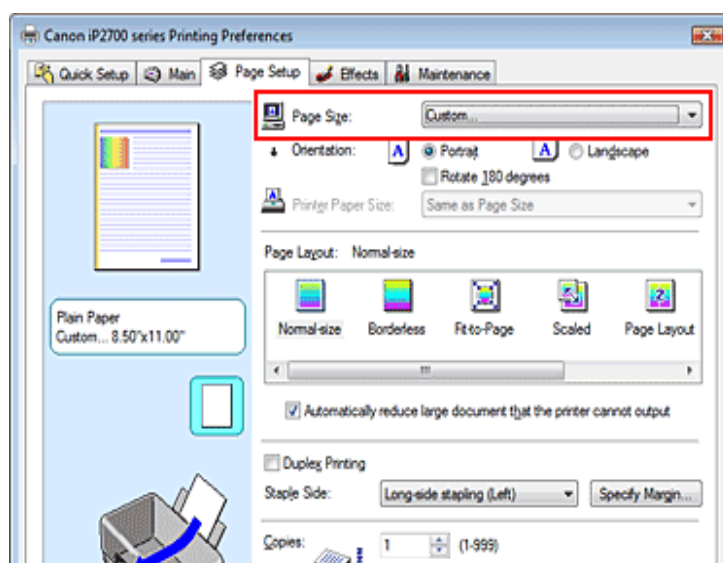 Canon iP2700 series Printing Preferences
Quick Setup Main Page Setup Effects Maintenance
Page Size: Custom...
Orientation: A Portrait A Landscape
Rotate 180 degrees
Printer Paper Size: Same as Page Size
Page Layout: Normal-size
Normal-size Borderless Fit-to-Page Scaled Page Layout
Plain Paper
Custom... 8.50"x11.00"
Automatically reduce large document that the printer cannot output
Duplex Printing
Staple Side: Long-side stapling (Left) Specify Margin...
Copies: 1 (1-999)